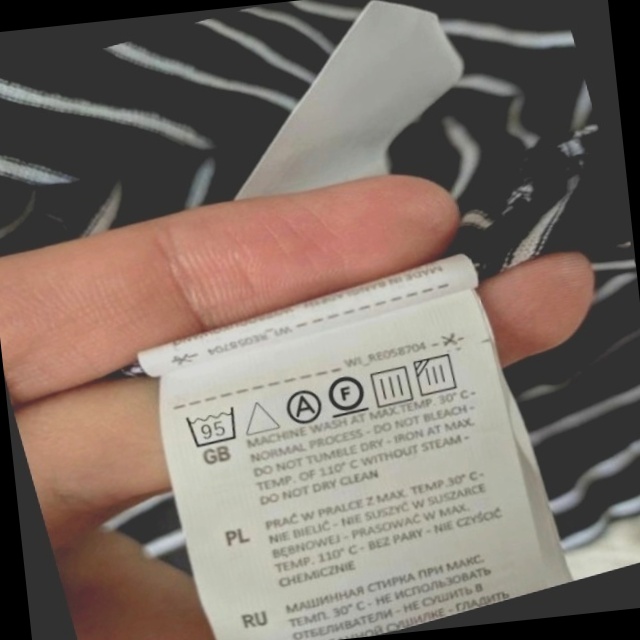 WI_RE058704
WI_RE058704
95
A
F
GB
MACHINE WASH AT MAX.TEMP. 30° C -
NORMAL PROCESS - DO NOT BLEACH -
DO NOT TUMBLE DRY - IRON AT MAX.
TEMP. OF 110° C WITHOUT STEAM -
DO NOT DRY CLEAN
PL
PRAĆ W PRALCE Z MAX. TEMP.30° C -
NIE BIELIĆ - NIE SUSZYĆ W SUSZARCE
BĘBNOWEJ - PRASOWAĆ W MAX.
TEMP. 110° C - BEZ PARY - NIE CZYŚCIĆ
CHEMICZNIE
RU
МАШИННАЯ СТИРКА ПРИ МАКС.
ТЕМП. 30° C - НЕ ИСПОЛЬЗОВАТЬ
ОТБЕЛИВАТЕЛИ - НЕ СУШИТЬ В
СУШИЛКЕ - ГЛАДИТЬ